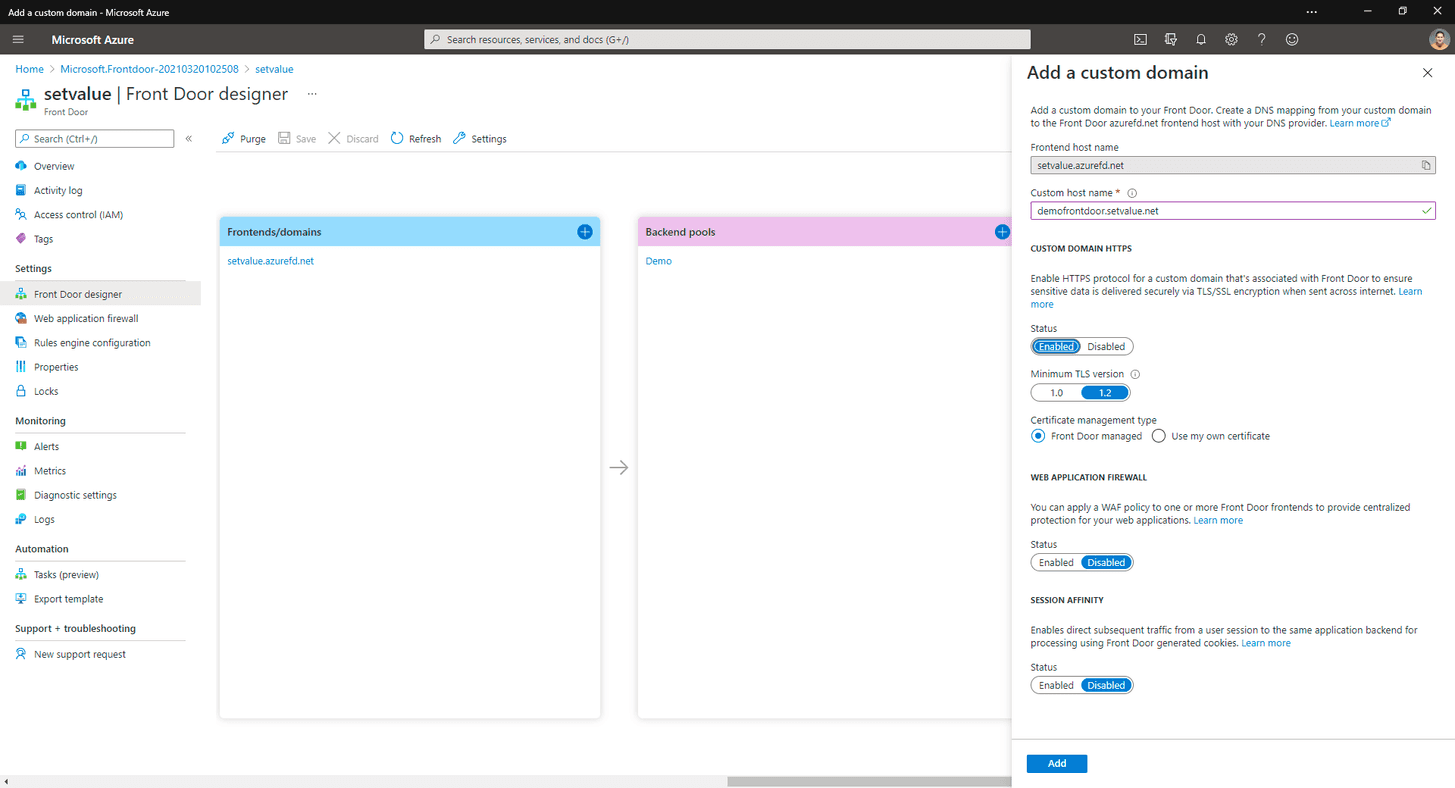 Add a custom domain - Microsoft Azure
Microsoft Azure
Search resources, services, and docs (G+/)
Home > Microsoft.Frontdoor-20210320102508 > setvalue
setvalue | Front Door designer ...
Front Door
Search (Ctrl+/)
«
Overview
Activity log
Access control (IAM)
Tags
Settings
Front Door designer
Web application firewall
Rules engine configuration
Properties
Locks
Monitoring
Alerts
Metrics
Diagnostic settings
Logs
Automation
Tasks (preview)
Export template
Support + troubleshooting
New support request
Purge Save Discard Refresh Settings
Frontends/domains
setvalue.azurefd.net
Backend pools
Demo
Add a custom domain
Add a custom domain to your Front Door. Create a DNS mapping from your custom domain
to the Front Door azurefd.net frontend host with your DNS provider. Learn more
Frontend host name
setvalue.azurefd.net
Custom host name *
demofrontdoor.setvalue.net
CUSTOM DOMAIN HTTPS
Enable HTTPS protocol for a custom domain that's associated with Front Door to ensure
sensitive data is delivered securely via TLS/SSL encryption when sent across internet. Learn
more
Status
Enabled Disabled
Minimum TLS version
1.0 1.2
Certificate management type
Front Door managed Use my own certificate
WEB APPLICATION FIREWALL
You can apply a WAF policy to one or more Front Door frontends to provide centralized
protection for your web applications. Learn more
Status
Enabled Disabled
SESSION AFFINITY
Enables direct subsequent traffic from a user session to the same application backend for
processing using Front Door generated cookies. Learn more
Status
Enabled Disabled
Add